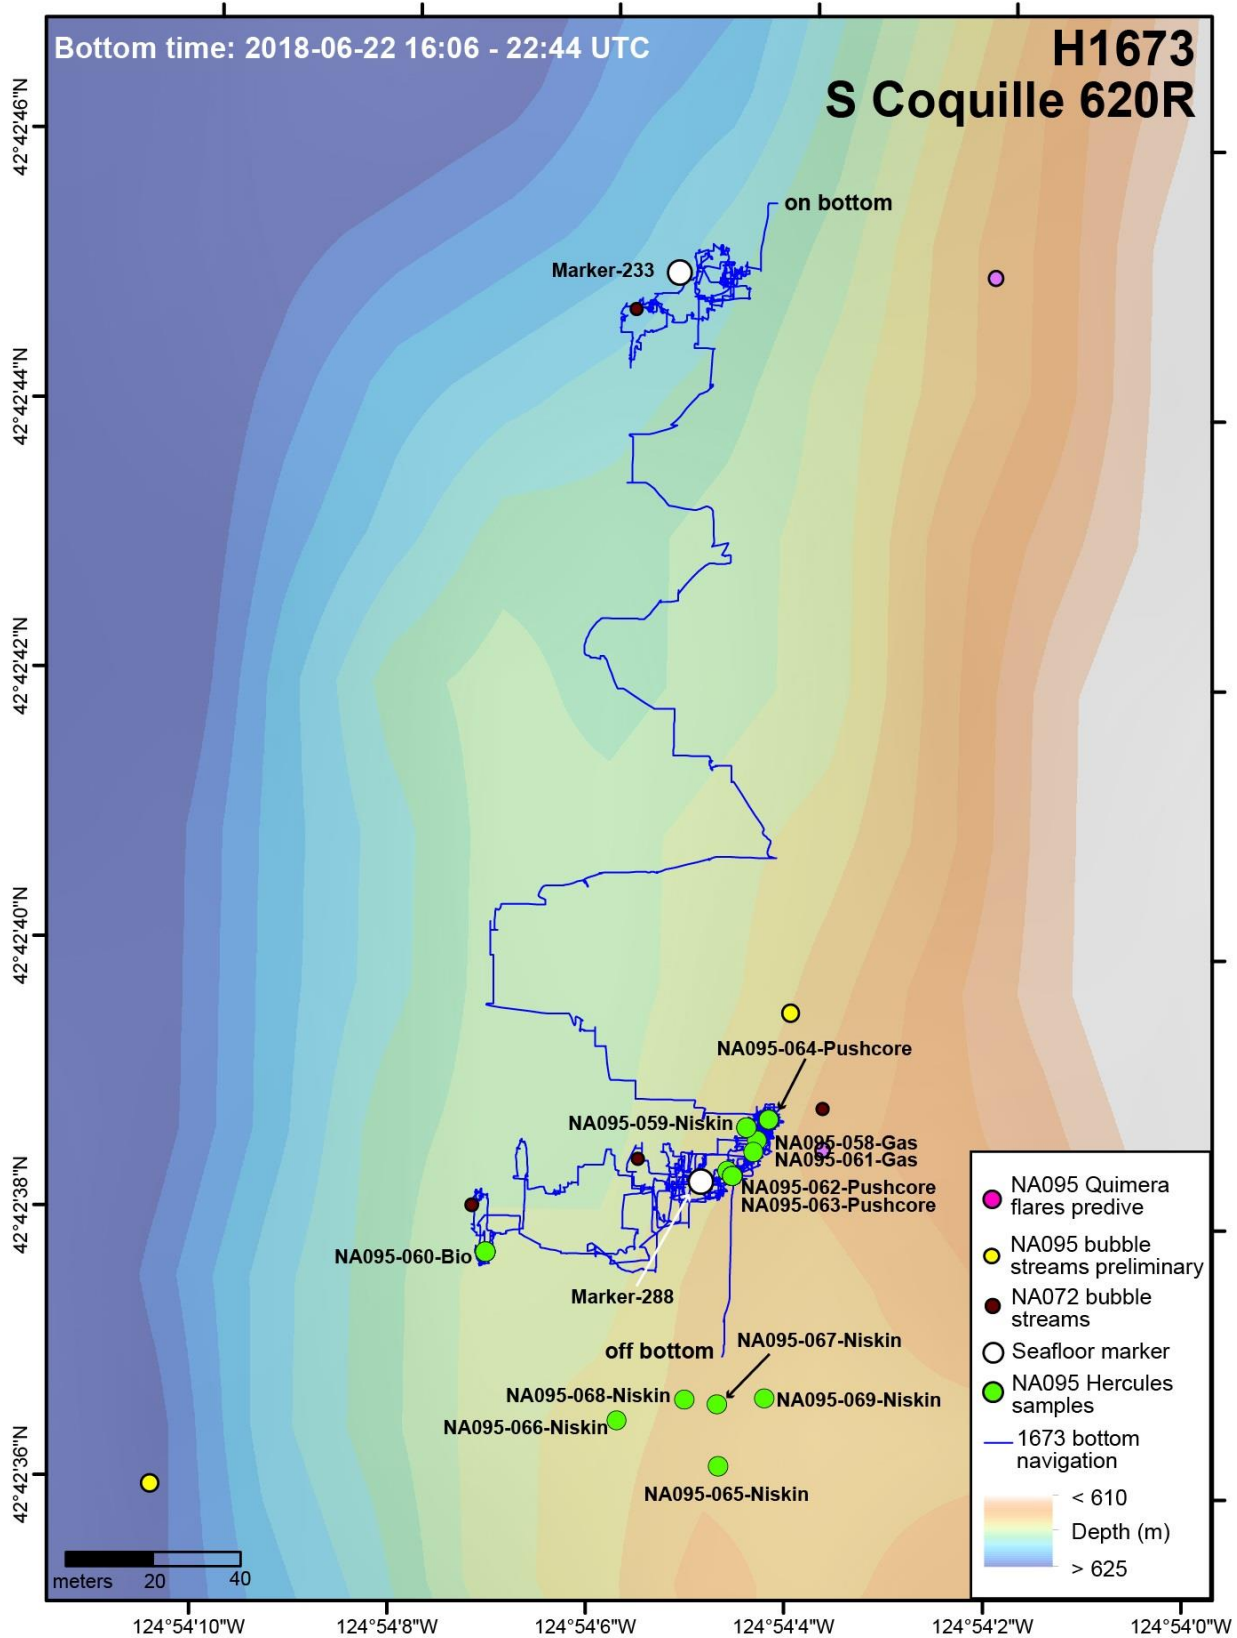 Bottom time: 2018-06-22 16:06 - 22:44 UTC
H1673
S Coquille 620R
42°42'46"N
42°42'44"N
42°42'42"N
42°42'40"N
42°42'38"N
42°42'36"N
on bottom
Marker-233
NA095-064-Pushcore
NA095-059-Niskin
NA095-058-Gas
NA095-061-Gas
NA095-062-Pushcore
NA095-063-Pushcore
NA095-060-Bio
Marker-288
off bottom
NA095-067-Niskin
NA095-068-Niskin
NA095-069-Niskin
NA095-066-Niskin
NA095-065-Niskin
NA095 Quimera
flares predive
NA095 bubble
streams preliminary
NA072 bubble
streams
Seafloor marker
NA095 Hercules
samples
1673 bottom
navigation
< 610
Depth (m)
> 625
meters 20 40
124°54'10"W
124°54'8"W
124°54'6"W
124°54'4"W
124°54'2"W
124°54'0"W